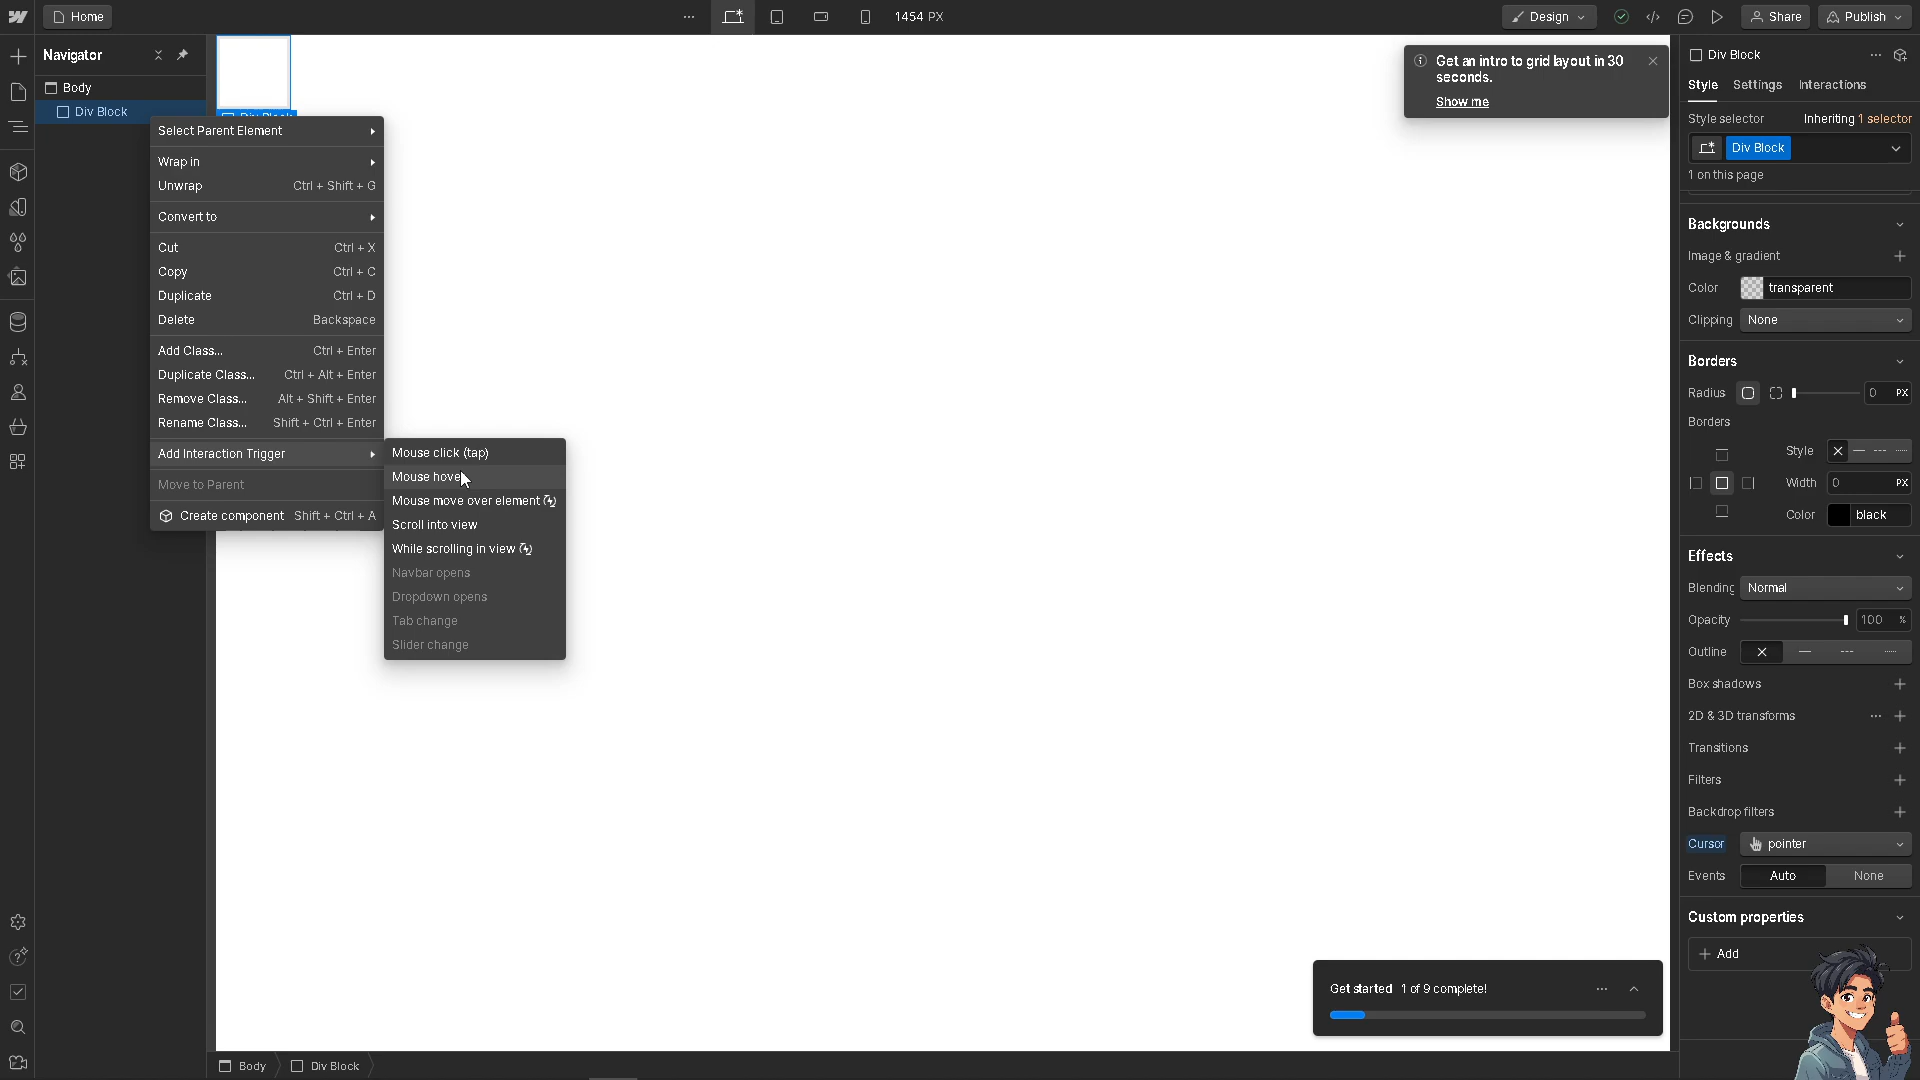 Home
1454 PX
Design
Share
Publish
Navigator
Body
Div Block
Div Block
Select Parent Element
Wrap in
Unwrap Ctrl + Shift + G
Convert to
Cut Ctrl + X
Copy Ctrl + C
Duplicate Ctrl + D
Delete Backspace
Add Class... Ctrl + Enter
Duplicate Class... Ctrl + Alt + Enter
Remove Class... Alt + Shift + Enter
Rename Class... Shift + Ctrl + Enter
Add Interaction Trigger
Move to Parent
Create component Shift + Ctrl + A
Mouse click (tap)
Mouse hove
Mouse move over element
Scroll into view
While scrolling in view
Navbar opens
Dropdown opens
Tab change
Slider change
Get an intro to grid layout in 30
seconds.
Show me
Div Block
Style Settings Interactions
Style selector Inheriting 1 selector
Div Block
1 on this page
Backgrounds
Image & gradient
Color transparent
Clipping None
Borders
Radius 0 PX
Borders
Style
Width 0 PX
Color black
Effects
Blending Normal
Opacity 100 %
Outline
Box shadows
2D & 3D transforms
Transitions
Filters
Backdrop filters
Cursor pointer
Events Auto None
Custom properties
Add
Get started 1 of 9 complete!
Body Div Block